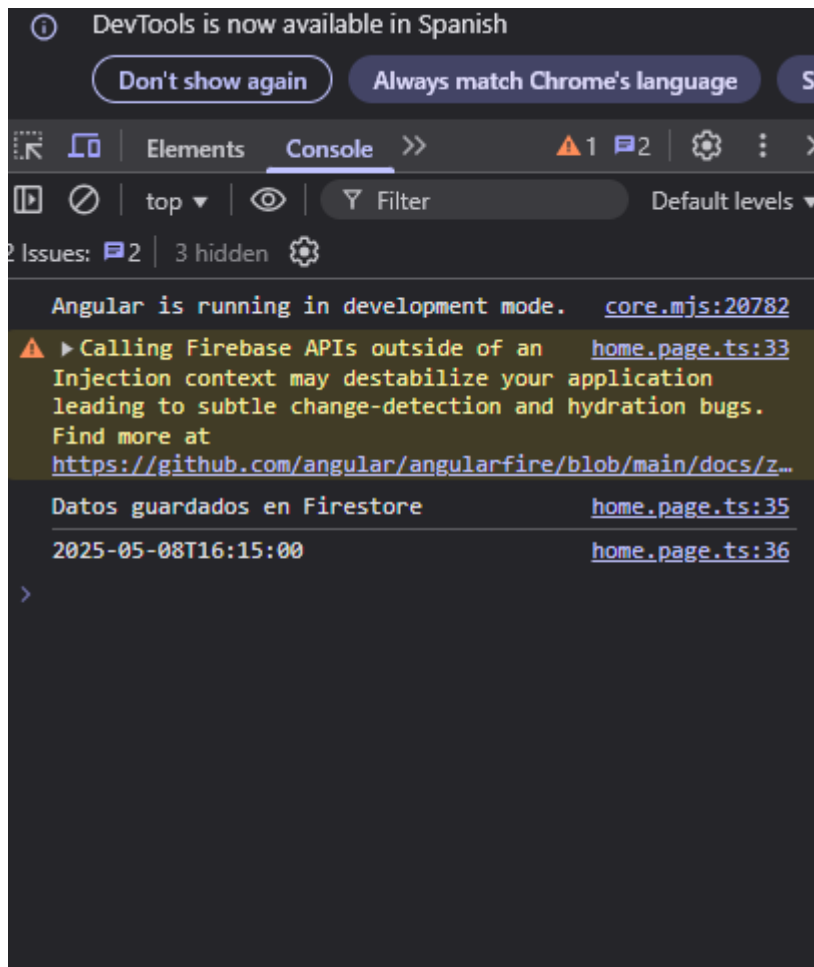 DevTools is now available in Spanish
Don't show again
Always match Chrome's language
S
Elements
Console
1
2
top
Filter
Default levels
2 Issues:
2
3 hidden
Angular is running in development mode.
core.mjs:20782
Calling Firebase APIs outside of an
home.page.ts:33
Injection context may destabilize your application
leading to subtle change-detection and hydration bugs.
Find more at
https://github.com/angular/angularfire/blob/main/docs/z…
Datos guardados en Firestore
home.page.ts:35
2025-05-08T16:15:00
home.page.ts:36